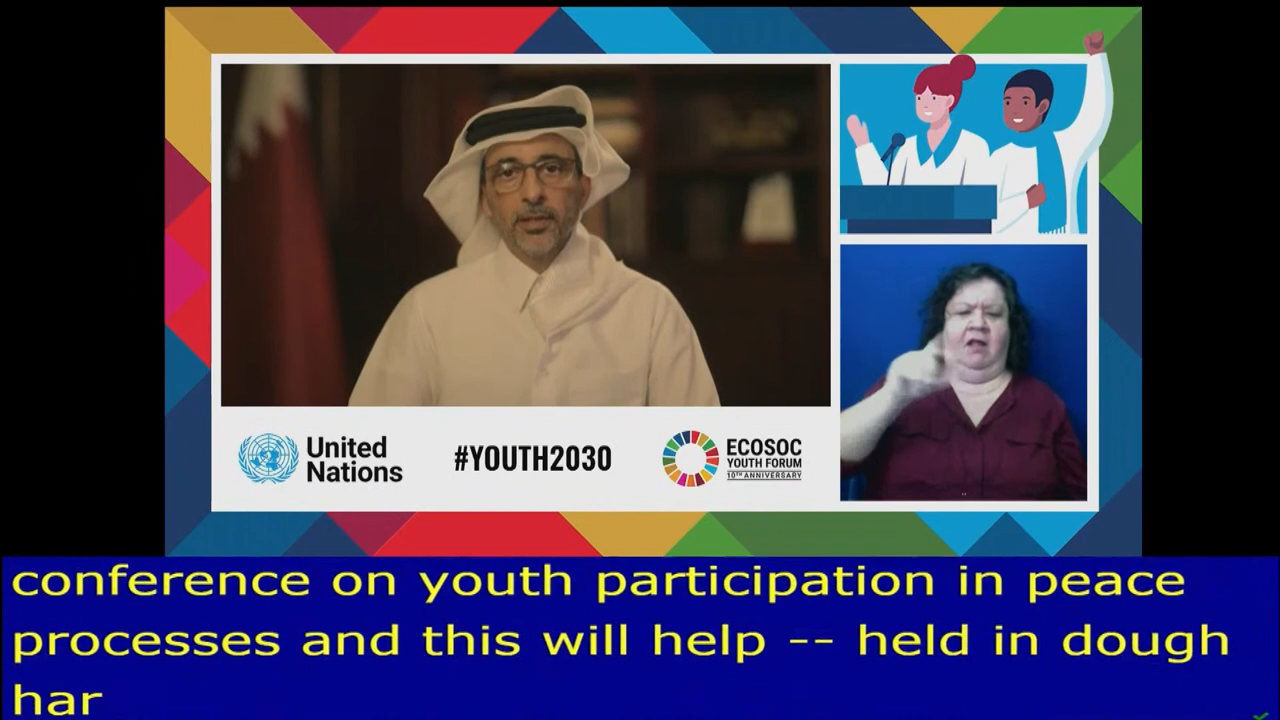 United
Nations
#YOUTH2030
ECOSOC
YOUTH FORUM
10TH ANNIVERSARY
conference on youth participation in peace
processes and this will help -- held in dough
har